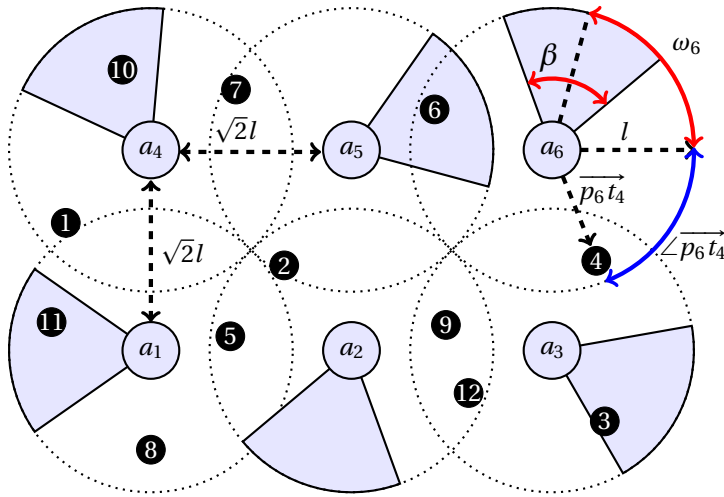 10 7 β ω₆
6
a₄ √2l a₅ a₆ l
p₆t₄
1 √2l 2 4 ∠p₆t₄
11 5 9
a₁ a₂ a₃
12 3
8